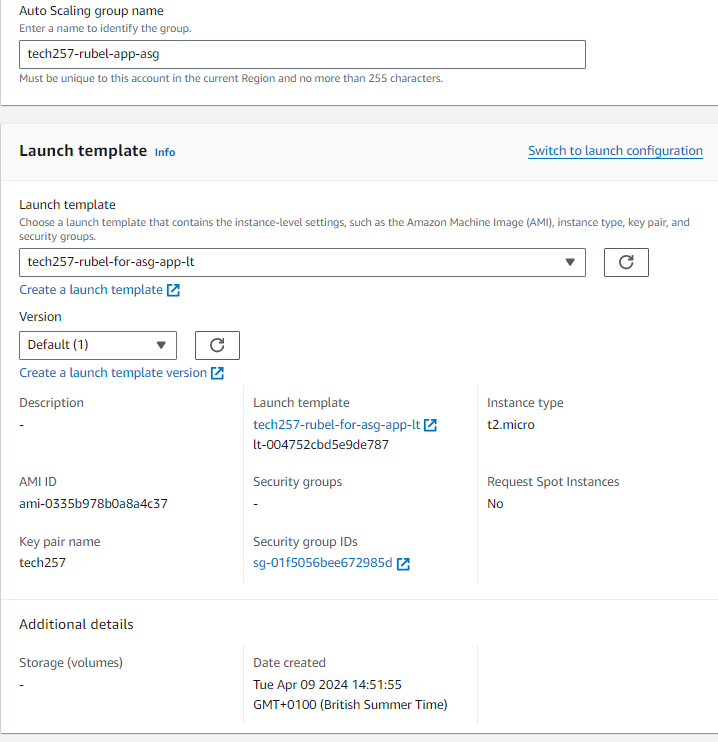 Auto Scaling group name
Enter a name to identify the group.
tech257-rubel-app-asg
Must be unique to this account in the current Region and no more than 255 characters.
Launch template Info
Switch to launch configuration
Launch template
Choose a launch template that contains the instance-level settings, such as the Amazon Machine Image (AMI), instance type, key pair, and
security groups.
tech257-rubel-for-asg-app-lt
Create a launch template
Version
Default (1)
Create a launch template version
Description
-
Launch template
tech257-rubel-for-asg-app-lt
lt-004752cbd5e9de787
Instance type
t2.micro
AMI ID
ami-0335b978b0a8a4c37
Security groups
-
Request Spot Instances
No
Key pair name
tech257
Security group IDs
sg-01f5056bee672985d
Additional details
Storage (volumes)
-
Date created
Tue Apr 09 2024 14:51:55
GMT+0100 (British Summer Time)